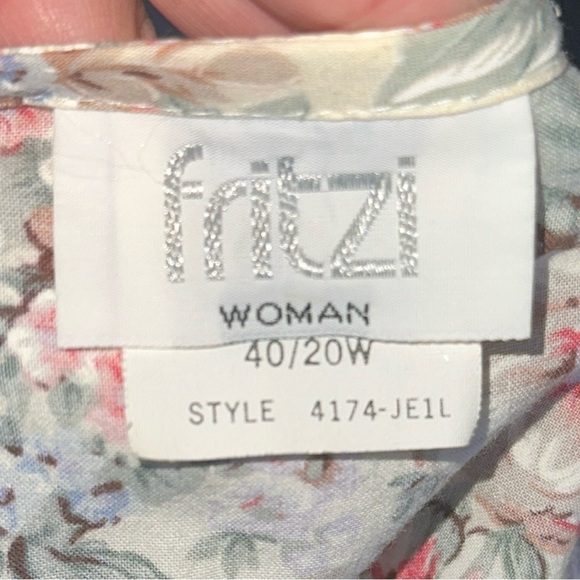 fritzi
WOMAN
40/20W
STYLE 4174-JE1L